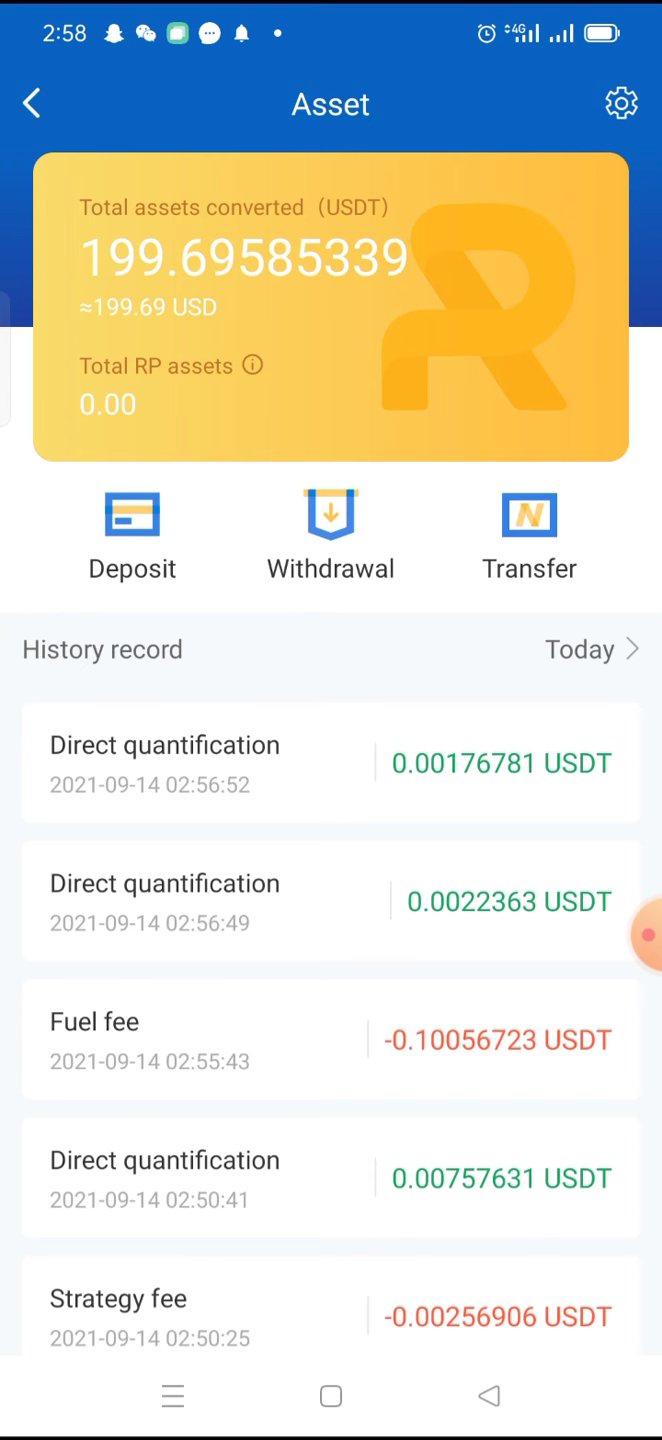 2:58
4G
Asset
Total assets converted（USDT）
199.69585339
≈199.69 USD
Total RP assets
0.00
Deposit
Withdrawal
Transfer
History record
Today
Direct quantification
0.00176781 USDT
2021-09-14 02:56:52
Direct quantification
0.0022363 USDT
2021-09-14 02:56:49
Fuel fee
-0.10056723 USDT
2021-09-14 02:55:43
Direct quantification
0.00757631 USDT
2021-09-14 02:50:41
Strategy fee
-0.00256906 USDT
2021-09-14 02:50:25